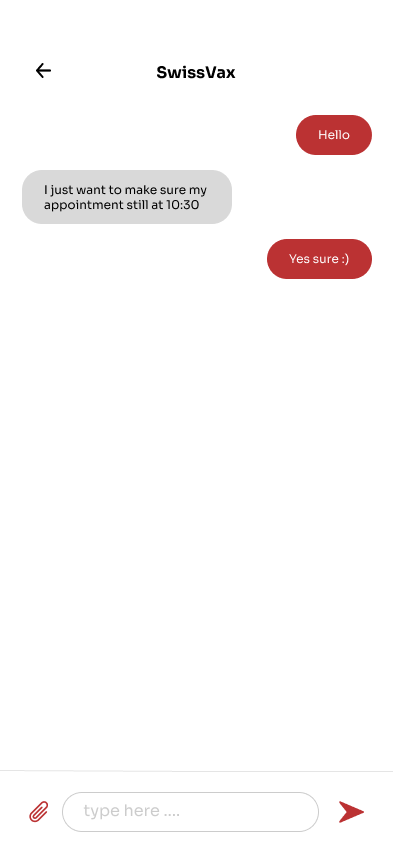 SwissVax
Hello
I just want to make sure my
appointment still at 10:30
Yes sure :)
type here ....